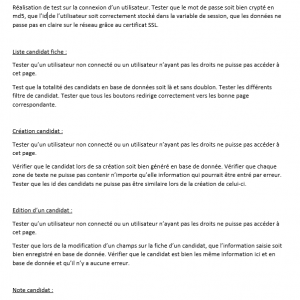 Réalisation de test sur la connexion d'un utilisateur. Tester que le mot de passe soit bien crypté en
md5, que l'id de l'utilisateur soit correctement stocké dans la variable de session, que les données ne
passe pas en claire sur le réseau grâce au certificat SSL.
Liste candidat fiche :
Tester qu'un utilisateur non connecté ou un utilisateur n'ayant pas les droits ne puisse pas accéder à
cet page.
Test que la totalité des candidats en base de données soit là et sans doublon. Tester les différents
filtre de candidat. Tester que tous les boutons redirige correctement vers les bonne page
correspondante.
Création candidat :
Tester qu'un utilisateur non connecté ou un utilisateur n'ayant pas les droits ne puisse pas accéder à
cet page.
Vérifier que le candidat lors de sa création soit bien généré en base de donnée. Vérifier que chaque
zone de texte ne puisse pas contenir n'importe qu'elle information qui pourrait être entré par erreur.
Tester que les id des candidats ne puisse pas être similaire lors de la création de celui-ci.
Edition d'un candidat :
Tester qu'un utilisateur non connecté ou un utilisateur n'ayant pas les droits ne puisse pas accéder à
cet page.
Tester que lors de la modification d'un champs sur la fiche d'un candidat, que l'information saisie soit
bien enregistré en base de donnée. Vérifier que le candidat est bien les même information ici et en
base de donnée et qu'il n'y a aucune erreur.
Note candidat :